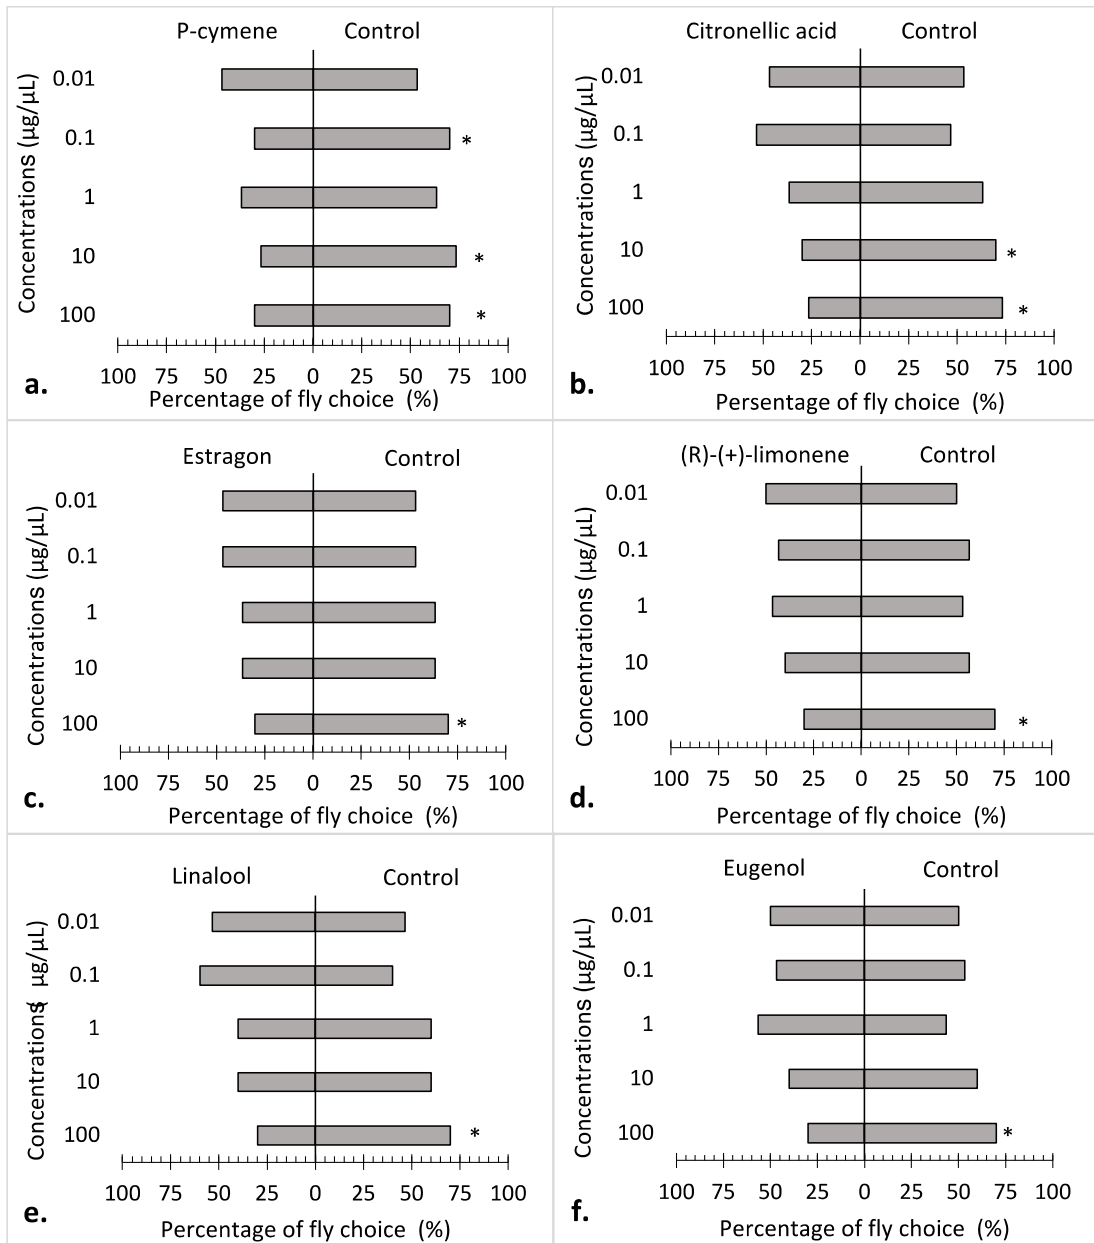 P-cymene Control
Concentrations (µg/µL)
0.01
0.1 *
1
10 *
100 *
100 75 50 25 0 25 50 75 100
a. Percentage of fly choice (%)
Citronellic acid Control
Concentrations (µg/µL)
0.01
0.1
1
10 *
100 *
100 75 50 25 0 25 50 75 100
b. Persentage of fly choice (%)
Estragon Control
Concentrations (µg/µL)
0.01
0.1
1
10
100 *
100 75 50 25 0 25 50 75 100
c. Percentage of fly choice (%)
(R)-(+)-limonene Control
Concentrations (µg/µL)
0.01
0.1
1
10
100 *
100 75 50 25 0 25 50 75 100
d. Percentage of fly choice (%)
Linalool Control
Concentrations( µg/µL)
0.01
0.1
1
10
100 *
100 75 50 25 0 25 50 75 100
e. Percentage of fly choice (%)
Eugenol Control
Concentrations (µg/µL)
0.01
0.1
1
10
100 *
100 75 50 25 0 25 50 75 100
f. Percentage of fly choice (%)